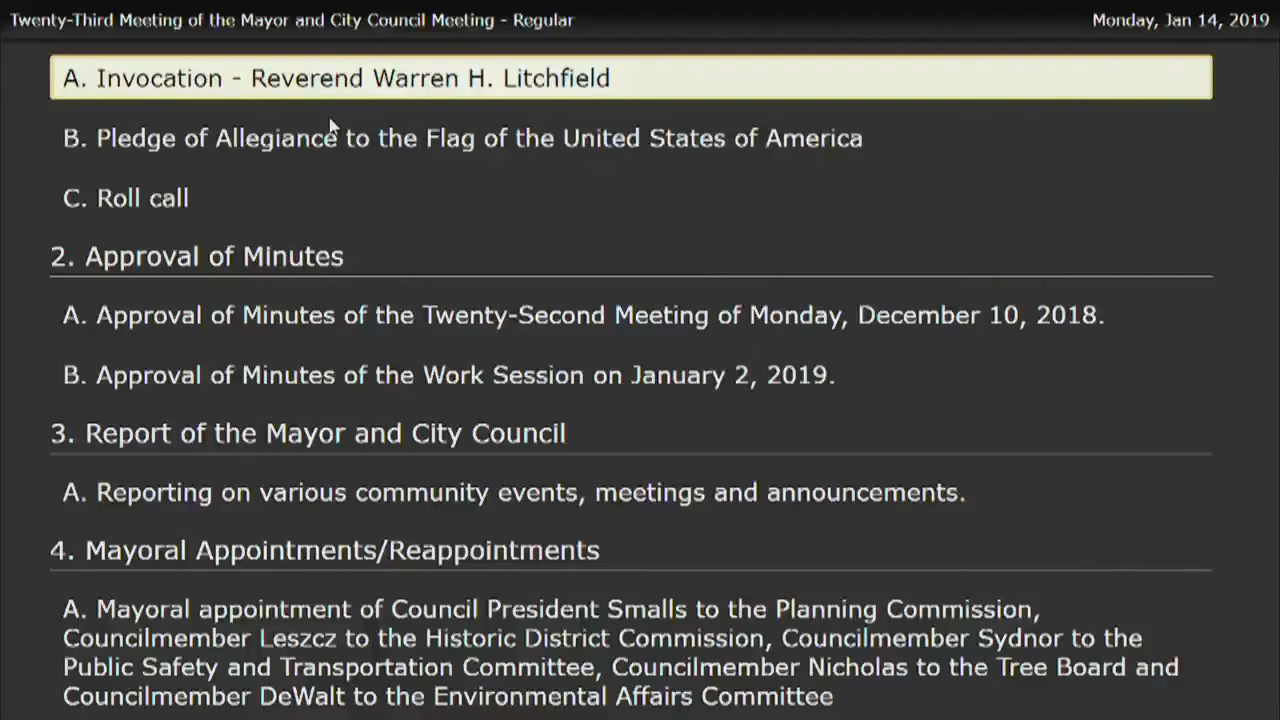 Twenty-Third Meeting of the Mayor and City Council Meeting - Regular
Monday, Jan 14, 2019
A. Invocation - Reverend Warren H. Litchfield
B. Pledge of Allegiance to the Flag of the United States of America
C. Roll call
2. Approval of Minutes
A. Approval of Minutes of the Twenty-Second Meeting of Monday, December 10, 2018.
B. Approval of Minutes of the Work Session on January 2, 2019.
3. Report of the Mayor and City Council
A. Reporting on various community events, meetings and announcements.
4. Mayoral Appointments/Reappointments
A. Mayoral appointment of Council President Smalls to the Planning Commission,
Councilmember Leszcz to the Historic District Commission, Councilmember Sydnor to the
Public Safety and Transportation Committee, Councilmember Nicholas to the Tree Board and
Councilmember DeWalt to the Environmental Affairs Committee